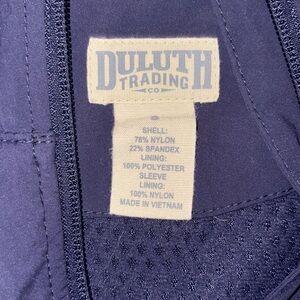 DULUTH
TRADING
CO
SHELL:
78% NYLON
22% SPANDEX
LINING:
100% POLYESTER
SLEEVE
LINING:
100% NYLON
MADE IN VIETNAM